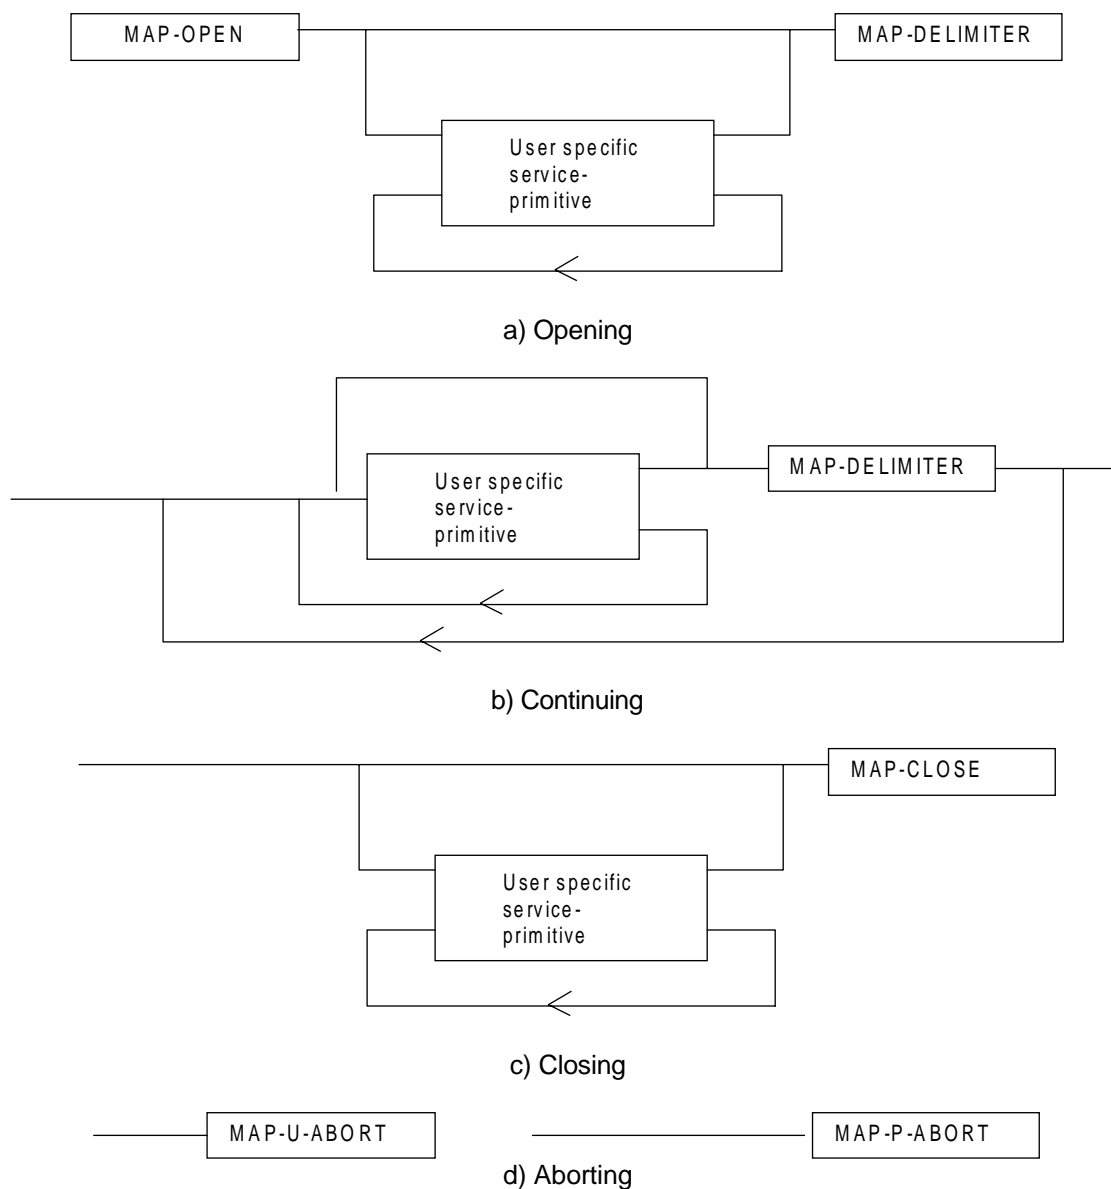 MAP-OPEN
MAP-DELIMITER
User specific
service-
primitive
a) Opening
User specific
service-
primitive
MAP-DELIMITER
b) Continuing
MAP-CLOSE
User specific
service-
primitive
c) Closing
MAP-U-ABORT
MAP-P-ABORT
d) Aborting